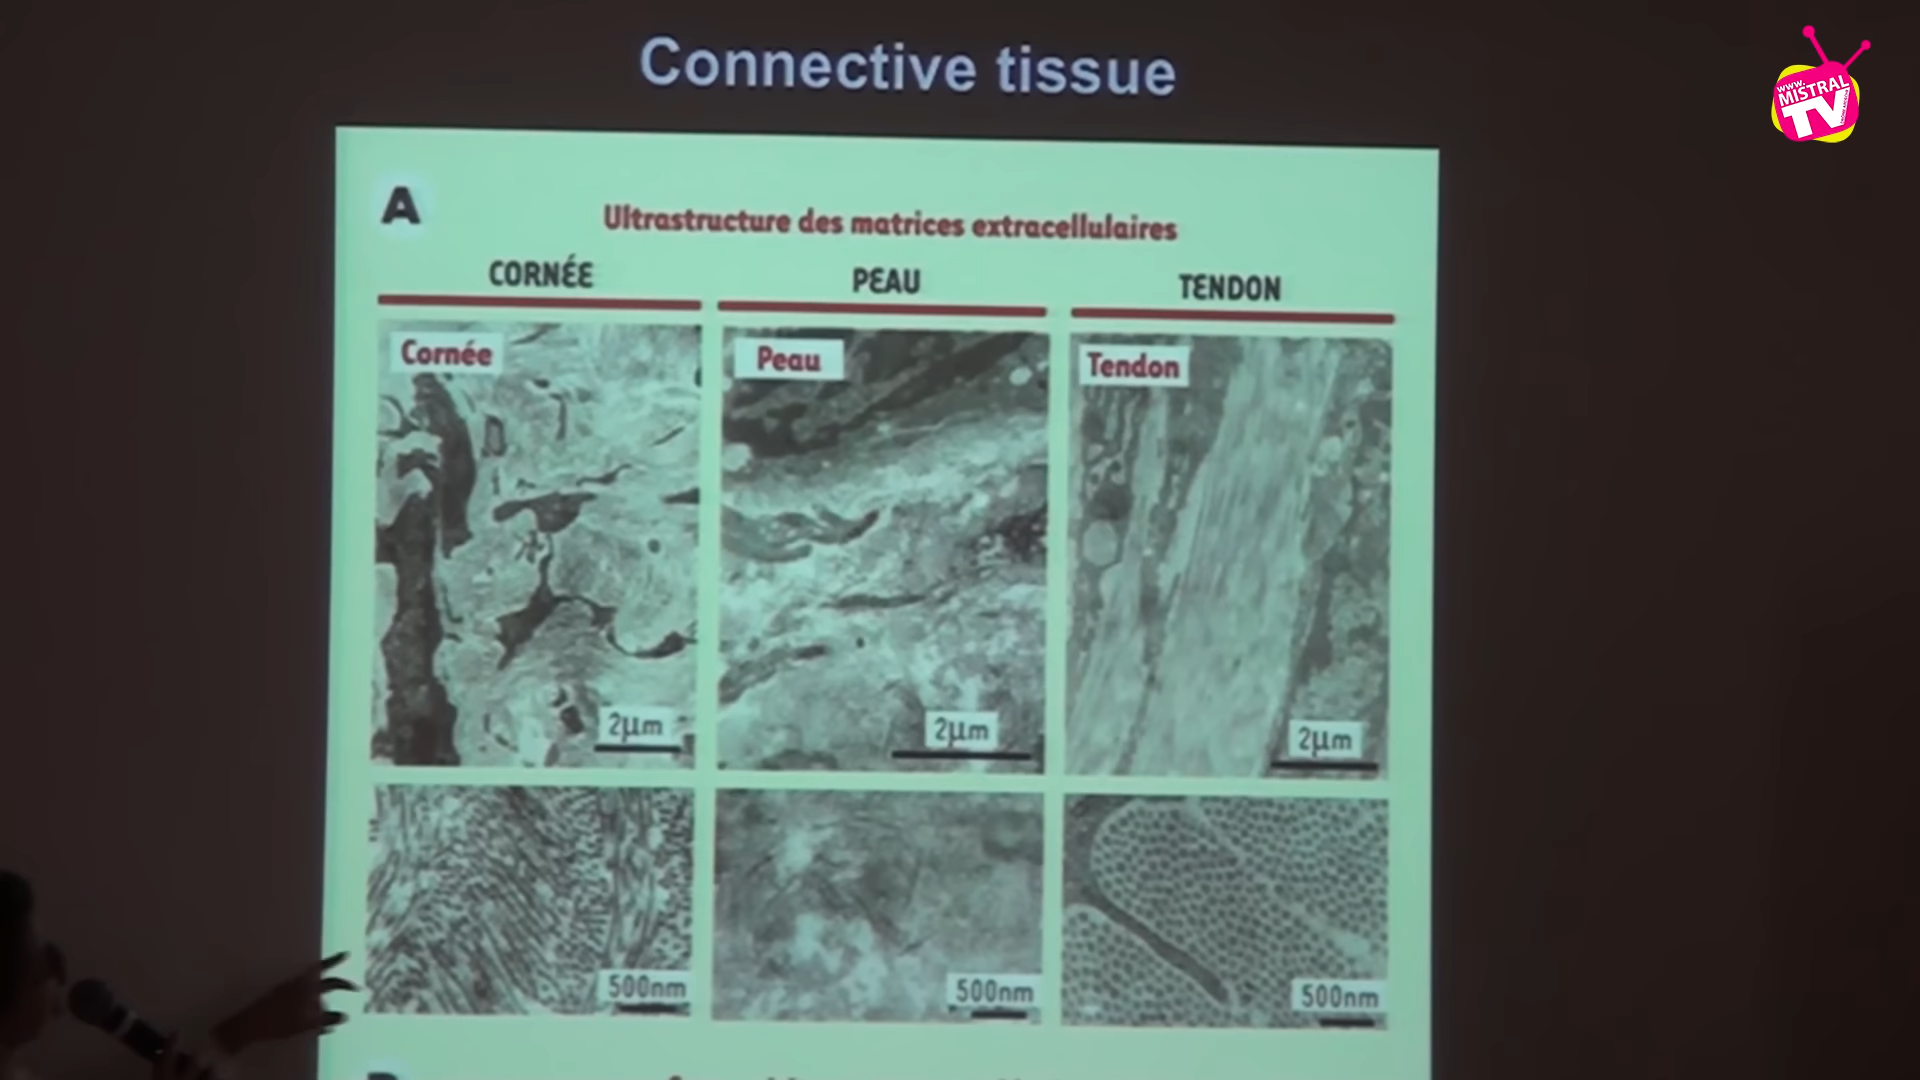 Connective tissue
WWW.
MISTRAL
TV
A
Ultrastructure des matrices extracellulaires
CORNÉE
PEAU
TENDON
Cornée
Peau
Tendon
2µm
2µm
2µm
500nm
500nm
500nm